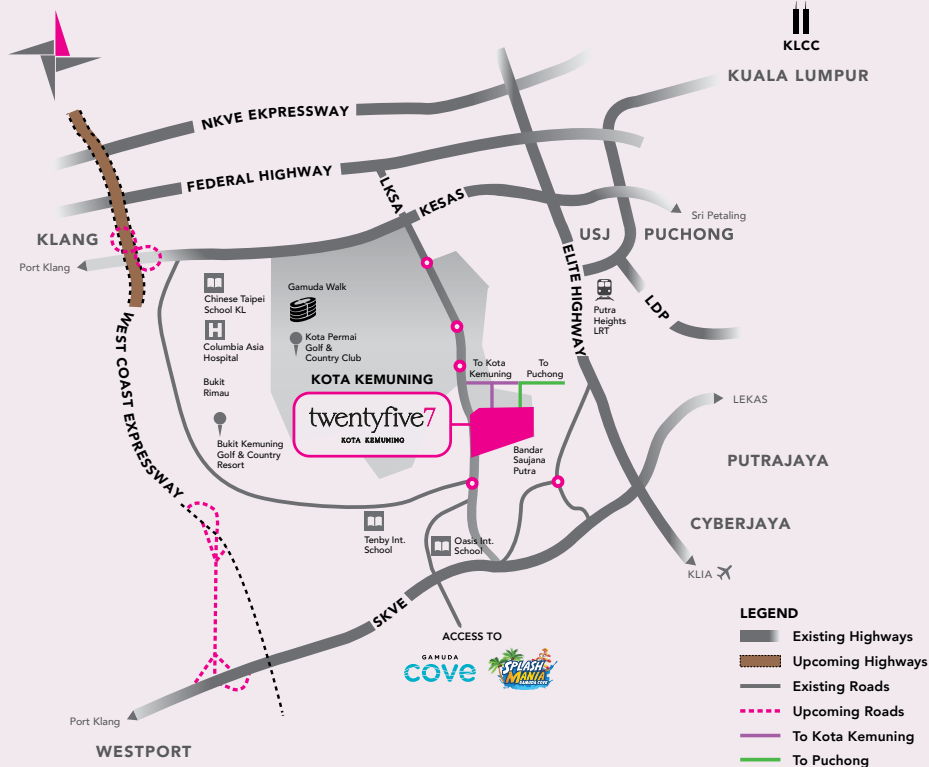 KLCC
KUALA LUMPUR
NKVE EKPRESSWAY
FEDERAL HIGHWAY
LKSA
KESAS
Sri Petaling
KLANG
USJ
PUCHONG
Port Klang
ELITE HIGHWAY
Chinese Taipei
School KL
Gamuda Walk
Putra
Heights
LRT
LDP
Columbia Asia
Hospital
Kota Permai
Golf &
Country Club
WEST COAST EXPRESSWAY
To Kota
Kemuning
To
Puchong
Bukit
Rimau
KOTA KEMUNING
LEKAS
twentyfive7
KOTA KEMUNING
Bukit Kemuning
Golf & Country
Resort
Bandar
Saujana
Putra
PUTRAJAYA
CYBERJAYA
Tenby Int.
School
Oasis Int.
School
KLIA
SKVE
ACCESS TO
GAMUDA
COVE
SPLASH
MANIA
GAMUDA COVE
Port Klang
WESTPORT
LEGEND
Existing Highways
Upcoming Highways
Existing Roads
Upcoming Roads
To Kota Kemuning
To Puchong